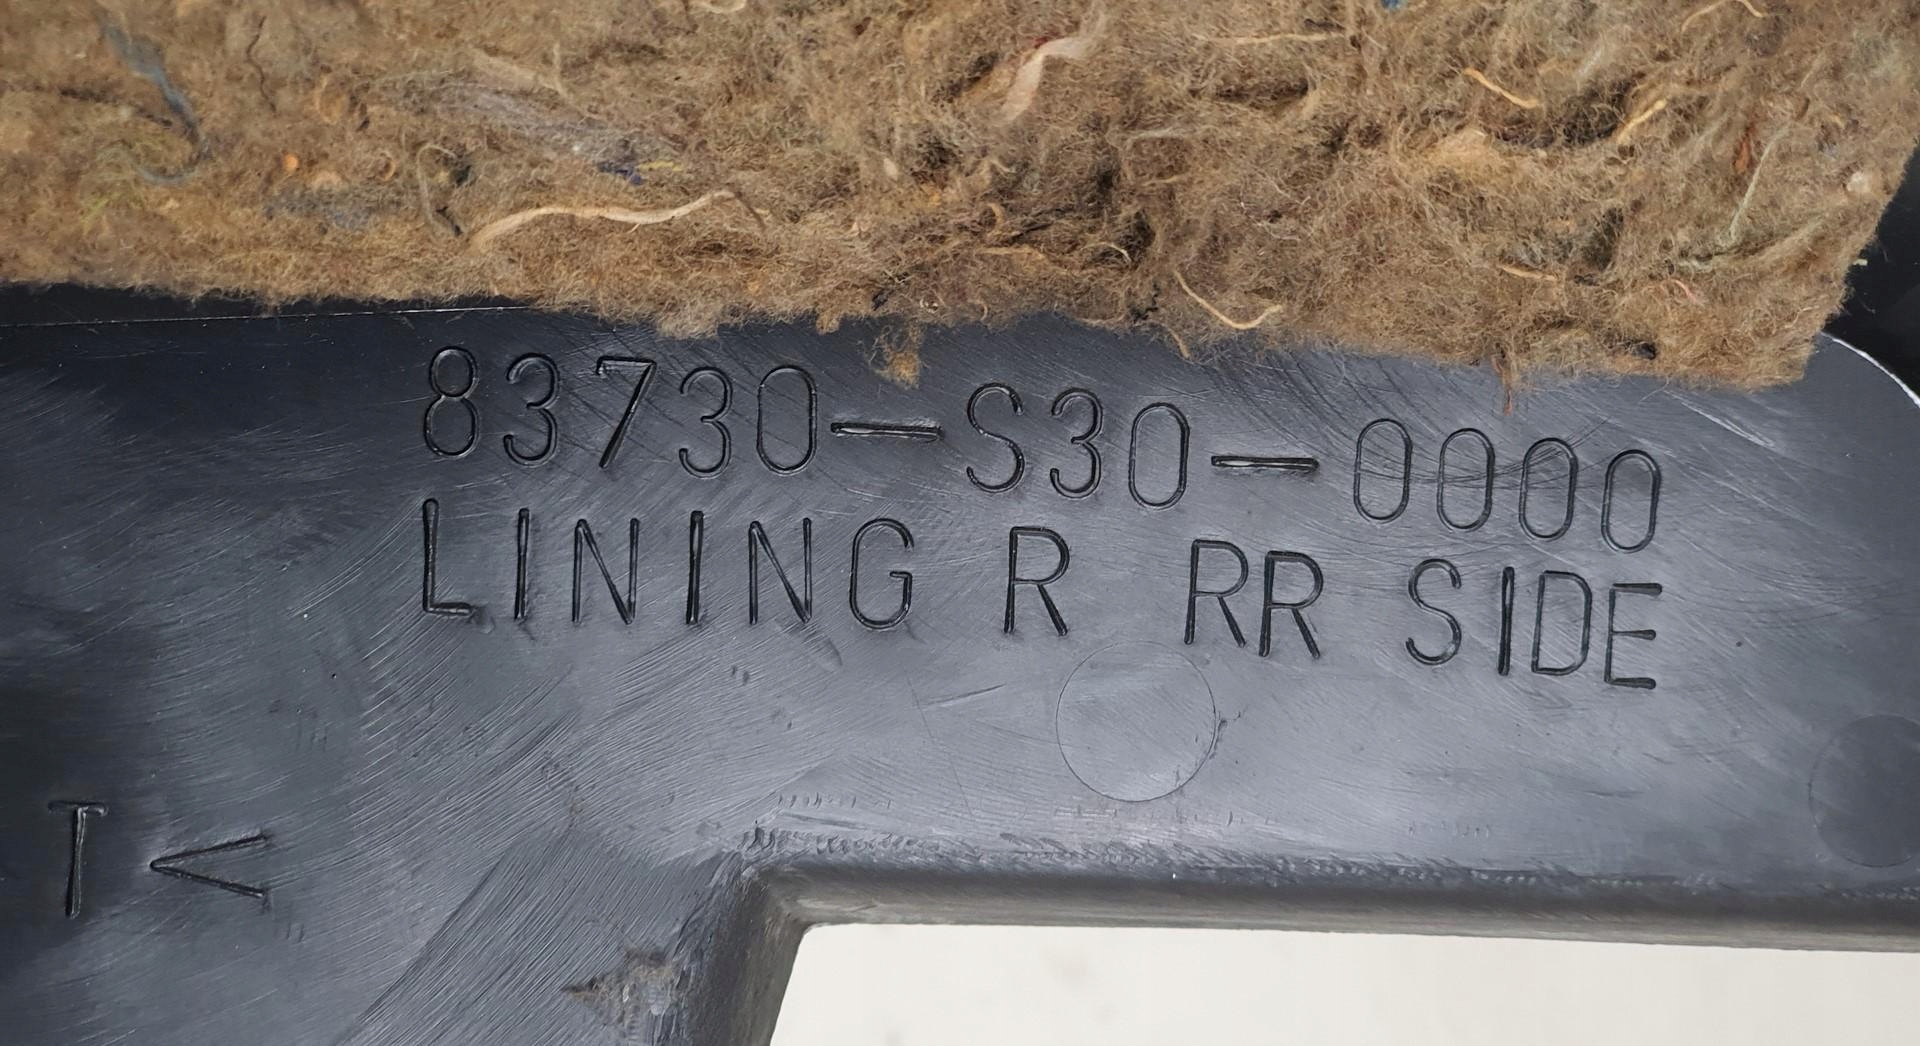 83730-S30-0000
LINING R RR SIDE
T<